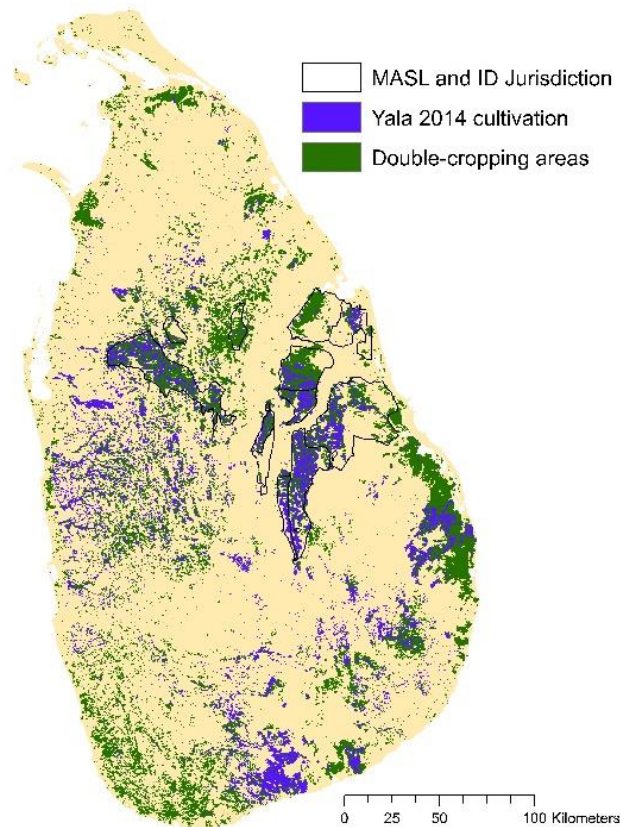 MASL and ID Jurisdiction
Yala 2014 cultivation
Double-cropping areas
0 25 50 100 Kilometers